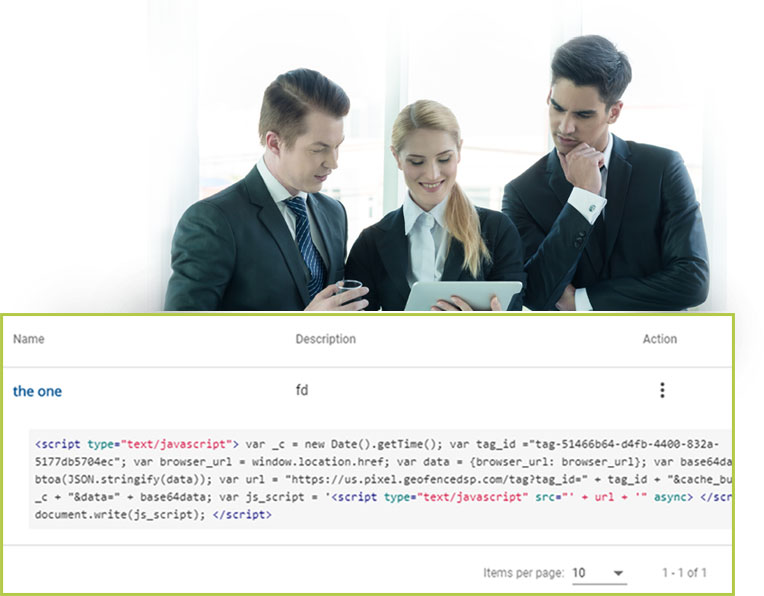 Name Description Action
the one fd
<script type="text/javascript"> var _c = new Date().getTime(); var tag_id ="tag-51466b64-d4fb-4400-832a-
5177db5704ec"; var browser_url = window.location.href; var data = {browser_url: browser_url}; var base64da
btoa(JSON.stringify(data)); var url = "https://us.pixel.geofencedsp.com/tag?tag_id=" + tag_id + "&cache_bu
_c + "&data=" + base64data; var js_script = '<script type="text/javascript" src="' + url + '" async> </scr
document.write(js_script); </script>
Items per page: 10 1 - 1 of 1